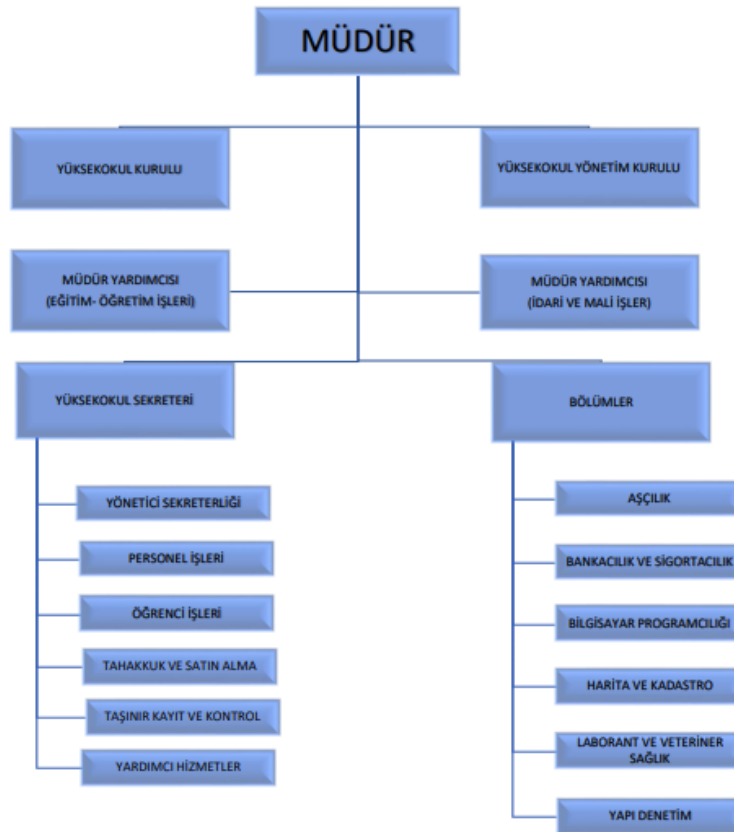 MÜDÜR
YÜKSEKOKUL KURULU
YÜKSEKOKUL YÖNETİM KURULU
MÜDÜR YARDIMCISI
(EĞİTİM- ÖĞRETİM İŞLERİ)
MÜDÜR YARDIMCISI
(İDARİ VE MALİ İŞLER)
YÜKSEKOKUL SEKRETERİ
YÖNETİCİ SEKRETERLİĞİ
PERSONEL İŞLERİ
ÖĞRENCİ İŞLERİ
TAHAKKUK VE SATIN ALMA
TAŞINIR KAYIT VE KONTROL
YARDIMCI HİZMETLER
BÖLÜMLER
AŞÇILIK
BANKACILIK VE SİGORTACILIK
BİLGİSAYAR PROGRAMCILIĞI
HARİTA VE KADASTRO
LABORANT VE VETERİNER
SAĞLIK
YAPI DENETİM